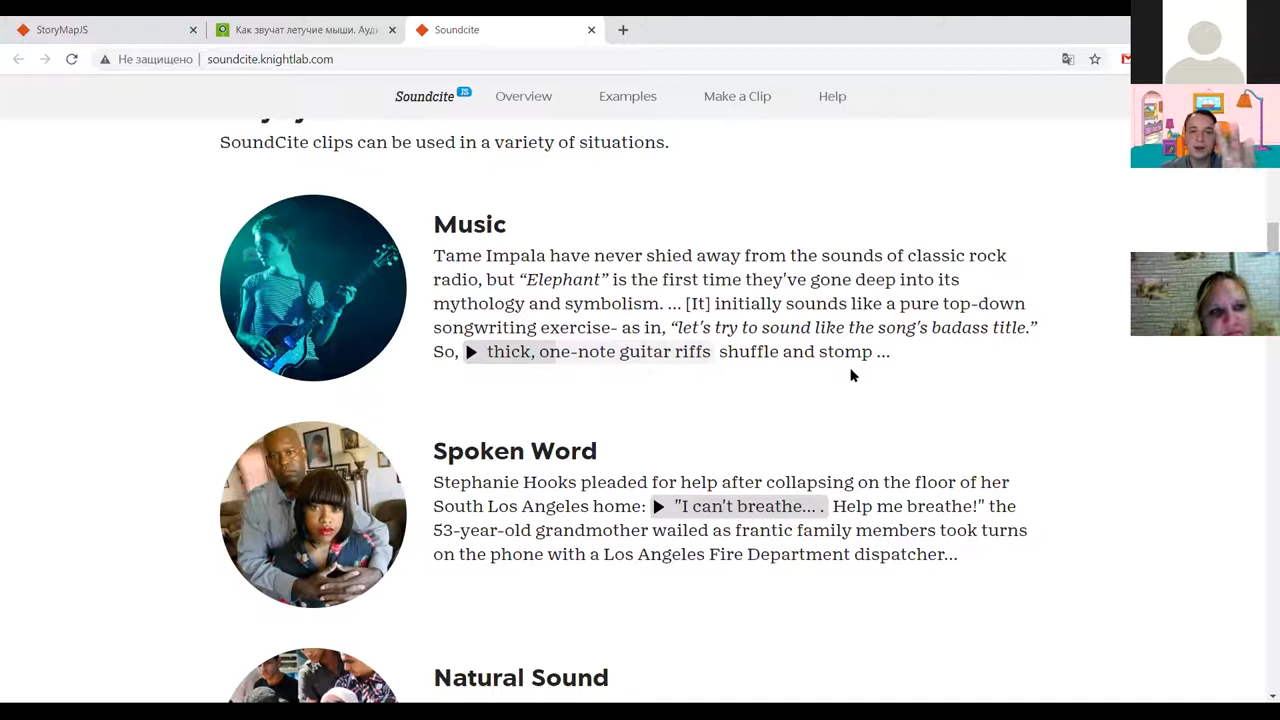 StoryMapJS
Как звучат летучие мыши. Ауди
Soundcite
Не защищено
soundcite.knightlab.com
Soundcite JS
Overview
Examples
Make a Clip
Help
SoundCite clips can be used in a variety of situations.
Music
Tame Impala have never shied away from the sounds of classic rock
radio, but “Elephant” is the first time they've gone deep into its
mythology and symbolism. ... [It] initially sounds like a pure top-down
songwriting exercise- as in, “let's try to sound like the song's badass title.”
So, thick, one-note guitar riffs shuffle and stomp ...
Spoken Word
Stephanie Hooks pleaded for help after collapsing on the floor of her
South Los Angeles home: "I can't breathe... . Help me breathe!" the
53-year-old grandmother wailed as frantic family members took turns
on the phone with a Los Angeles Fire Department dispatcher...
Natural Sound